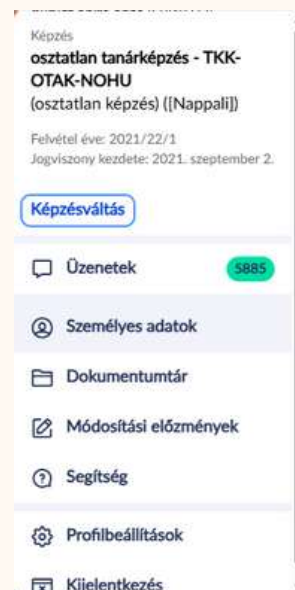 Képzés
osztatlan tanárképzés - TKK-
OTAK-NOHU
(osztatlan képzés) ([Nappali])
Felvétel éve: 2021/22/1
Jogviszony kezdete: 2021. szeptember 2.
Képzésváltás
Üzenetek 5885
Személyes adatok
Dokumentumtár
Módosítási előzmények
Segítség
Profilbeállítások
Kijelentkezés